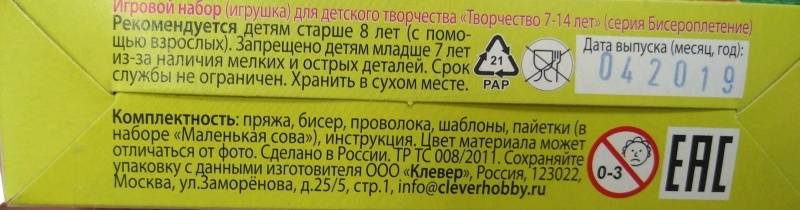 Игровой набор (игрушка) для детского творчества «Творчество 7-14 лет» (серия Бисероплетение)
Рекомендуется детям старше 8 лет (с помо-
щью взрослых). Запрещено детям младше 7 лет
из-за наличия мелких и острых деталей. Срок
службы не ограничен. Хранить в сухом месте.
21
PAP
Дата выпуска (месяц, год):
042019
Комплектность: пряжа, бисер, проволока, шаблоны, пайетки (в
наборе «Маленькая сова»), инструкция. Цвет материала может
отличаться от фото. Сделано в России. ТР ТС 008/2011. Сохраняйте
упаковку с данными изготовителя ООО «Клевер», Россия, 123022,
Москва, ул.Заморёнова, д.25/5, стр.1, info@cleverhobby.ru
0-3
EAC